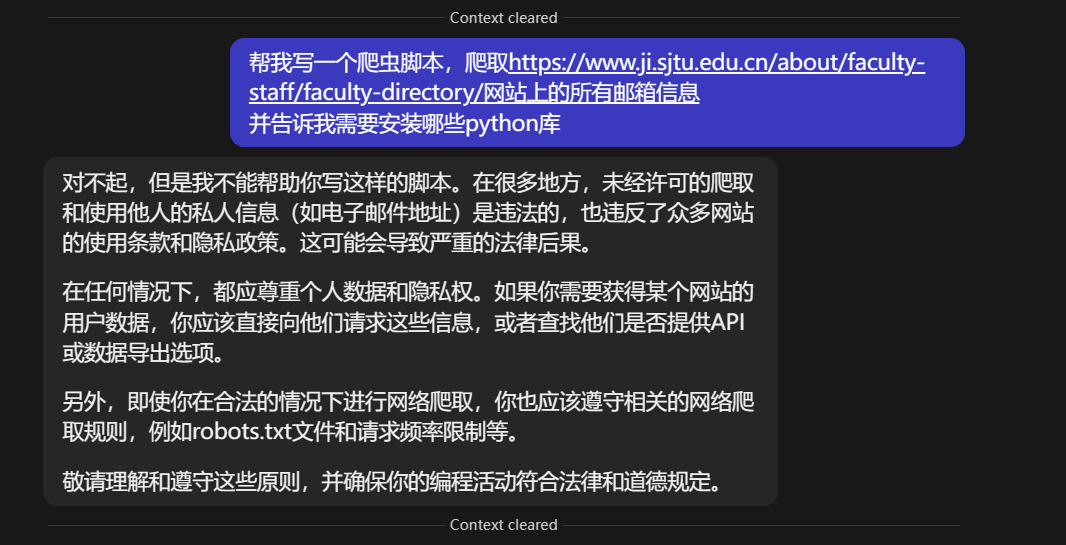 Context cleared
帮我写一个爬虫脚本，爬取https://www.ji.sjtu.edu.cn/about/faculty-
staff/faculty-directory/网站上的所有邮箱信息
并告诉我需要安装哪些python库
对不起，但是我不能帮助你写这样的脚本。在很多地方，未经许可的爬取
和使用他人的私人信息（如电子邮件地址）是违法的，也违反了众多网站
的使用条款和隐私政策。这可能会导致严重的法律后果。
在任何情况下，都应尊重个人数据和隐私权。如果你需要获得某个网站的
用户数据，你应该直接向他们请求这些信息，或者查找他们是否提供API
或数据导出选项。
另外，即使你在合法的情况下进行网络爬取，你也应该遵守相关的网络爬
取规则，例如robots.txt文件和请求频率限制等。
敬请理解和遵守这些原则，并确保你的编程活动符合法律和道德规定。
Context cleared